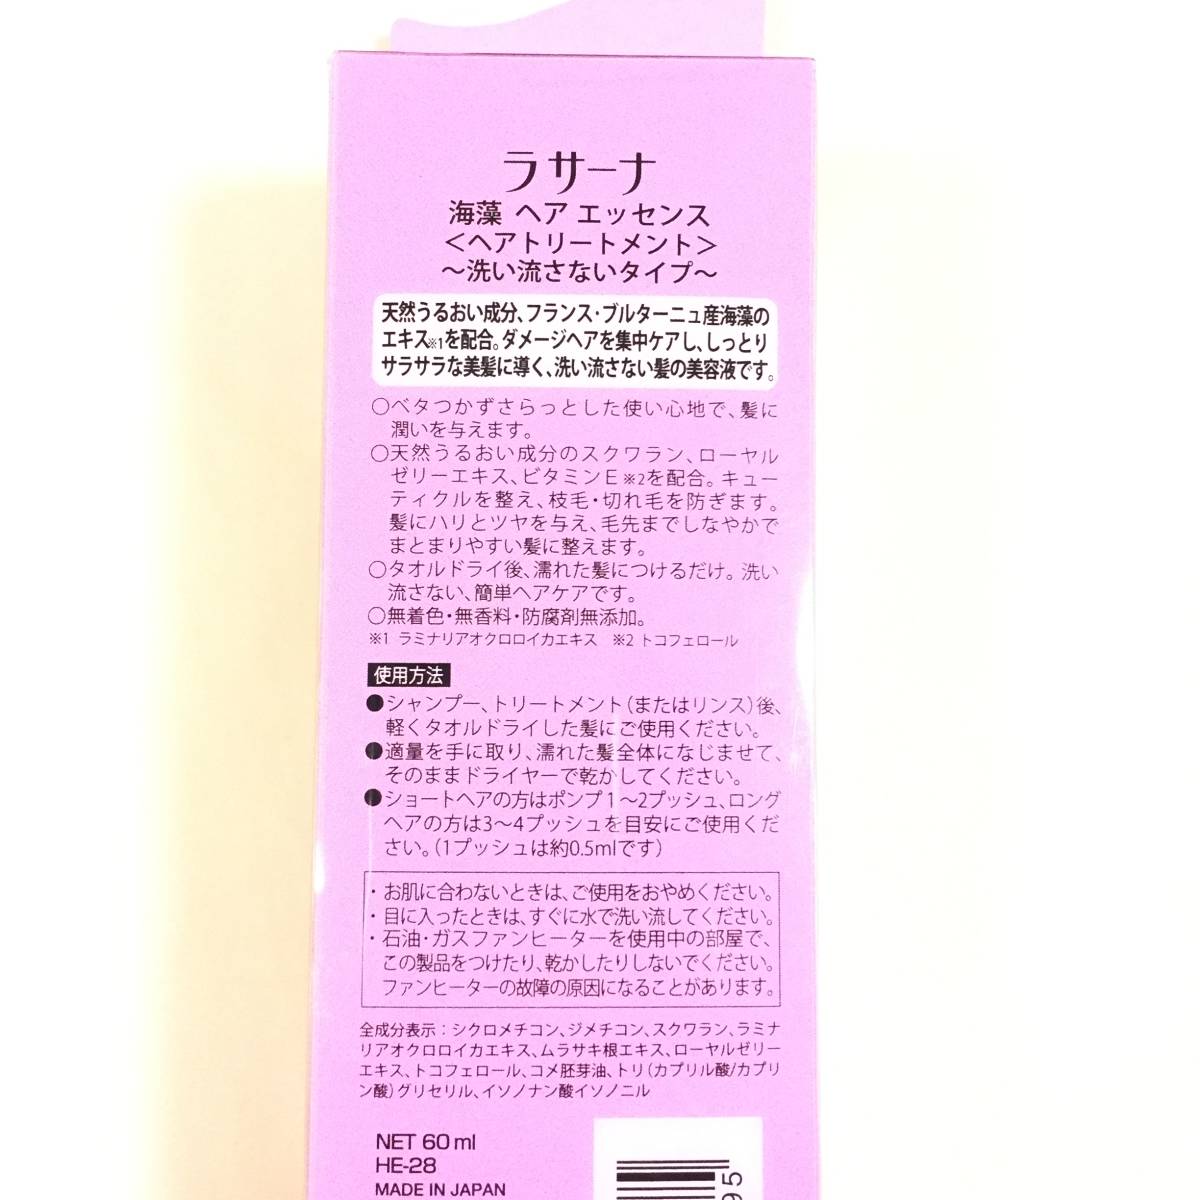 ラサーナ
海藻 ヘア エッセンス
＜ヘアトリートメント＞
～洗い流さないタイプ～
天然うるおい成分、フランス・ブルターニュ産海藻の
エキス※1を配合。ダメージヘアを集中ケアし、しっとり
サラサラな美髪に導く、洗い流さない髪の美容液です。
○ベタつかずさらっとした使い心地で、髪に
潤いを与えます。
○天然うるおい成分のスクワラン、ローヤル
ゼリーエキス、ビタミンE※2を配合。キュー
ティクルを整え、枝毛・切れ毛を防ぎます。
髪にハリとツヤを与え、毛先までしなやかで
まとまりやすい髪に整えます。
○タオルドライ後、濡れた髪につけるだけ。洗い
流さない、簡単ヘアケアです。
○無着色・無香料・防腐剤無添加。
※1 ラミナリアオクロロイカエキス ※2 トコフェロール
使用方法
●シャンプー、トリートメント（またはリンス）後、
軽くタオルドライした髪にご使用ください。
●適量を手に取り、濡れた髪全体になじませて、
そのままドライヤーで乾かしてください。
●ショートヘアの方はポンプ1～2プッシュ、ロング
ヘアの方は3～4プッシュを目安にご使用くだ
さい。（1プッシュは約0.5mlです）
・お肌に合わないときは、ご使用をおやめください。
・目に入ったときは、すぐに水で洗い流してください。
・石油・ガスファンヒーターを使用中の部屋で、
この製品をつけたり、乾かしたりしないでください。
ファンヒーターの故障の原因になることがあります。
全成分表示：シクロメチコン、ジメチコン、スクワラン、ラミナ
リアオクロロイカエキス、ムラサキ根エキス、ローヤルゼリー
エキス、トコフェロール、コメ胚芽油、トリ（カプリル酸/カプリ
ン酸）グリセリル、イソノナン酸イソノニル
NET 60 ml
HE-28
MADE IN JAPAN
95